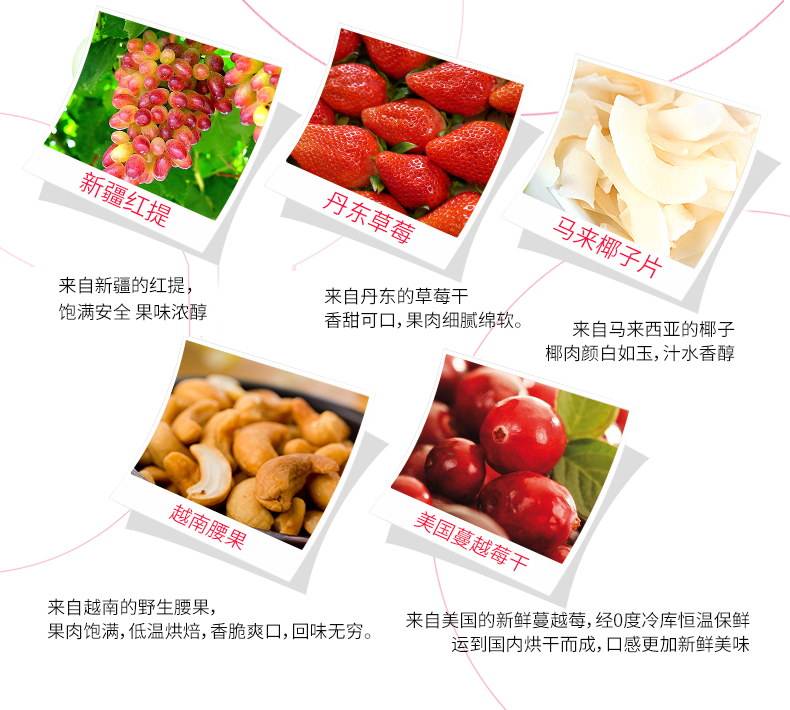 新疆红提
来自新疆的红提，
饱满安全 果味浓醇
丹东草莓
来自丹东的草莓干
香甜可口，果肉细腻绵软。
马来椰子片
来自马来西亚的椰子
椰肉颜白如玉，汁水香醇
越南腰果
来自越南的野生腰果，
果肉饱满，低温烘焙，香脆爽口，回味无穷。
美国蔓越莓干
来自美国的新鲜蔓越莓，经0度冷库恒温保鲜
运到国内烘干而成，口感更加新鲜美味